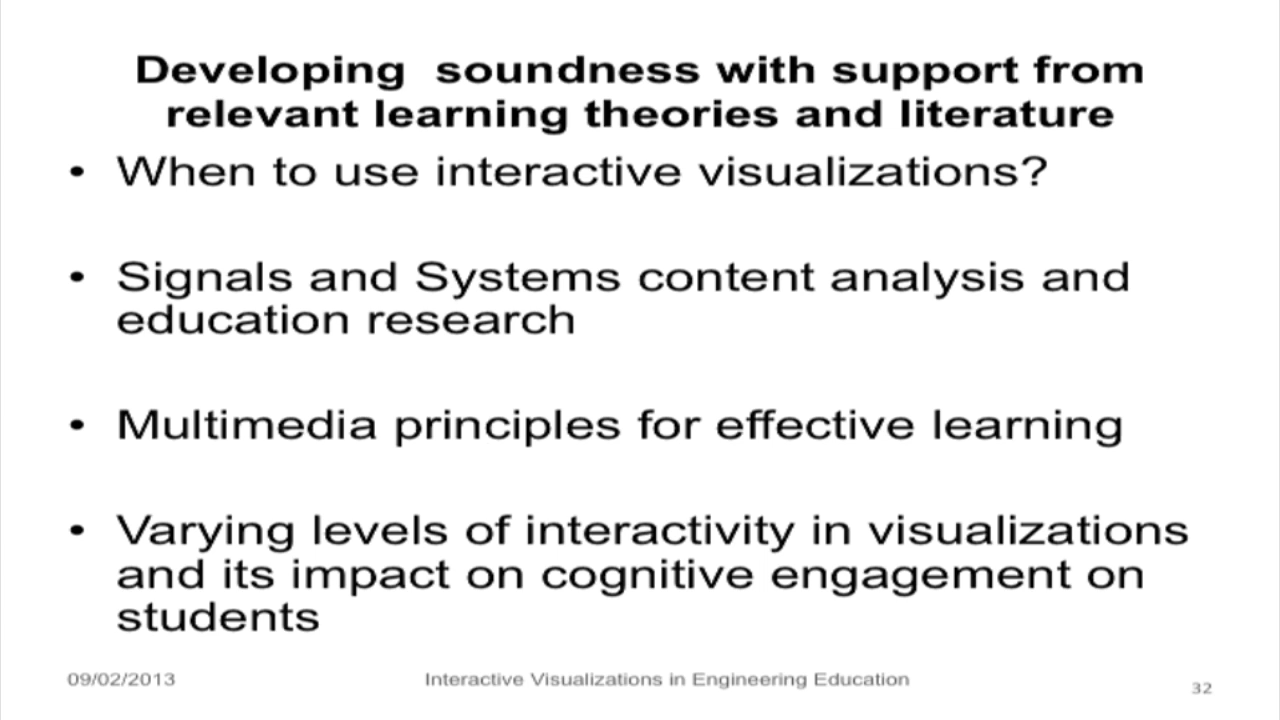 Developing  soundness with support from
relevant learning theories and literature
• When to use interactive visualizations?
• Signals and Systems content analysis and
education research
• Multimedia principles for effective learning
• Varying levels of interactivity in visualizations
and its impact on cognitive engagement on
students
09/02/2013
Interactive Visualizations in Engineering Education
32